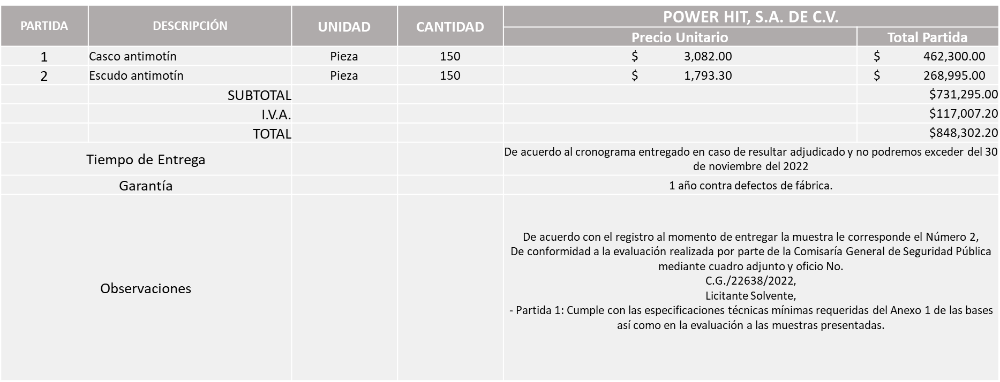 PARTIDA DESCRIPCIÓN UNIDAD CANTIDAD POWER HIT, S.A. DE C.V.
Precio Unitario Total Partida
1 Casco antimotín Pieza 150 $ 3,082.00 $ 462,300.00
2 Escudo antimotín Pieza 150 $ 1,793.30 $ 268,995.00
SUBTOTAL $731,295.00
I.V.A. $117,007.20
TOTAL $848,302.20
Tiempo de Entrega
De acuerdo al cronograma entregado en caso de resultar adjudicado y no podremos exceder del 30
de noviembre del 2022
Garantía 1 año contra defectos de fábrica.
Observaciones
De acuerdo con el registro al momento de entregar la muestra le corresponde el Número 2,
De conformidad a la evaluación realizada por parte de la Comisaría General de Seguridad Pública
mediante cuadro adjunto y oficio No.
C.G./22638/2022,
Licitante Solvente,
- Partida 1: Cumple con las especificaciones técnicas mínimas requeridas del Anexo 1 de las bases
así como en la evaluación a las muestras presentadas.